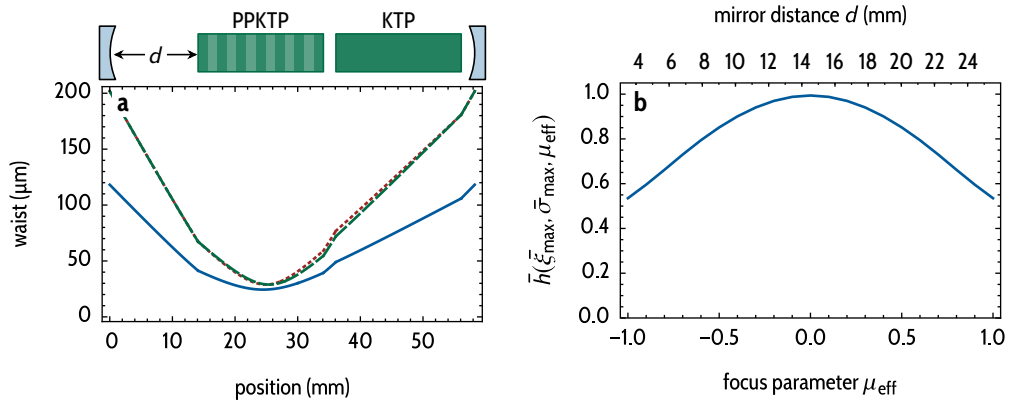 PPKTP KTP
d
a
200
150
100
50
0
waist (μm)
0 10 20 30 40 50
position (mm)
mirror distance d (mm)
4 6 8 10 12 14 16 18 20 22 24
b
1.0
0.8
0.6
0.4
0.2
0.0
h̄(ξ̄max, σ̄max, μeff)
−1.0 −0.5 0.0 0.5 1.0
focus parameter μeff